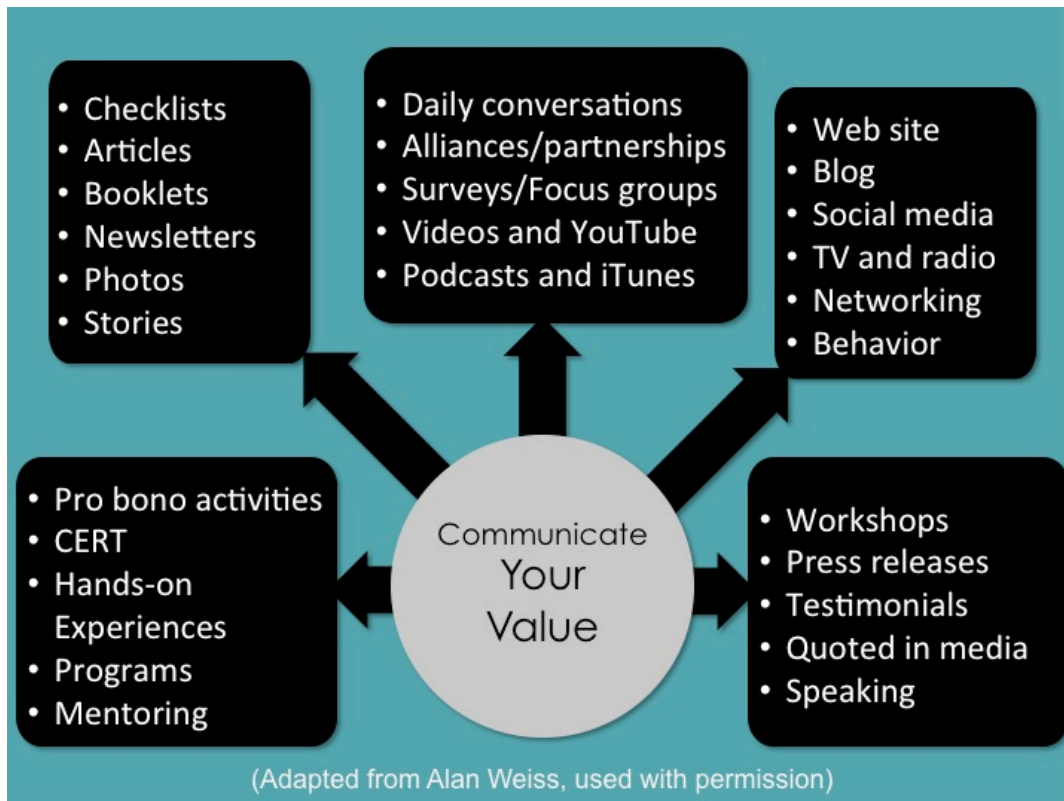 • Checklists
• Articles
• Booklets
• Newsletters
• Photos
• Stories
• Daily conversations
• Alliances/partnerships
• Surveys/Focus groups
• Videos and YouTube
• Podcasts and iTunes
• Web site
• Blog
• Social media
• TV and radio
• Networking
• Behavior
• Pro bono activities
• CERT
• Hands-on
Experiences
• Programs
• Mentoring
Communicate
Your
Value
• Workshops
• Press releases
• Testimonials
• Quoted in media
• Speaking
(Adapted from Alan Weiss, used with permission)